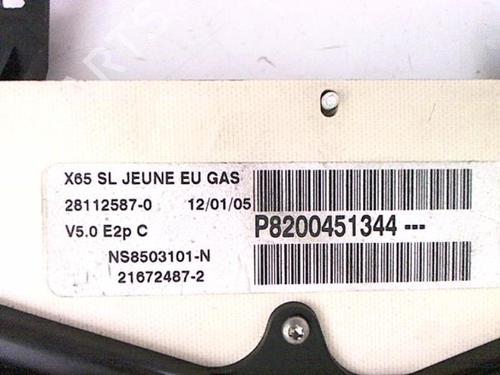 X65 SL JEUNE EU GAS
28112587-0 12/01/05
V5.0 E2p C
P8200451344 ---
NS8503101-N
21672487-2